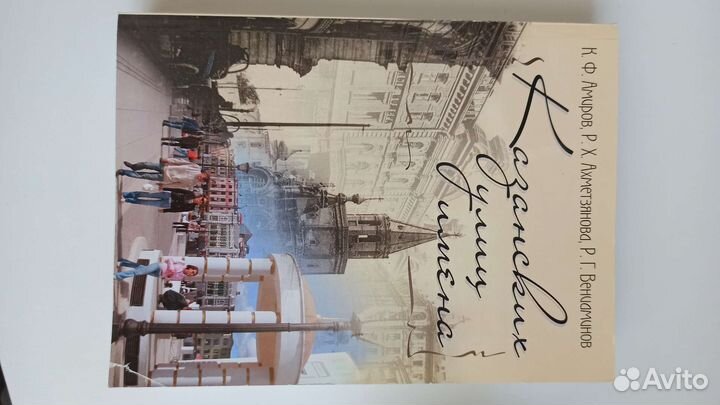 К. Ф. Амиров, Р. Х. Ахметзянова, Р. Г. Вениаминов
Казанских
улиц
имена
Avito